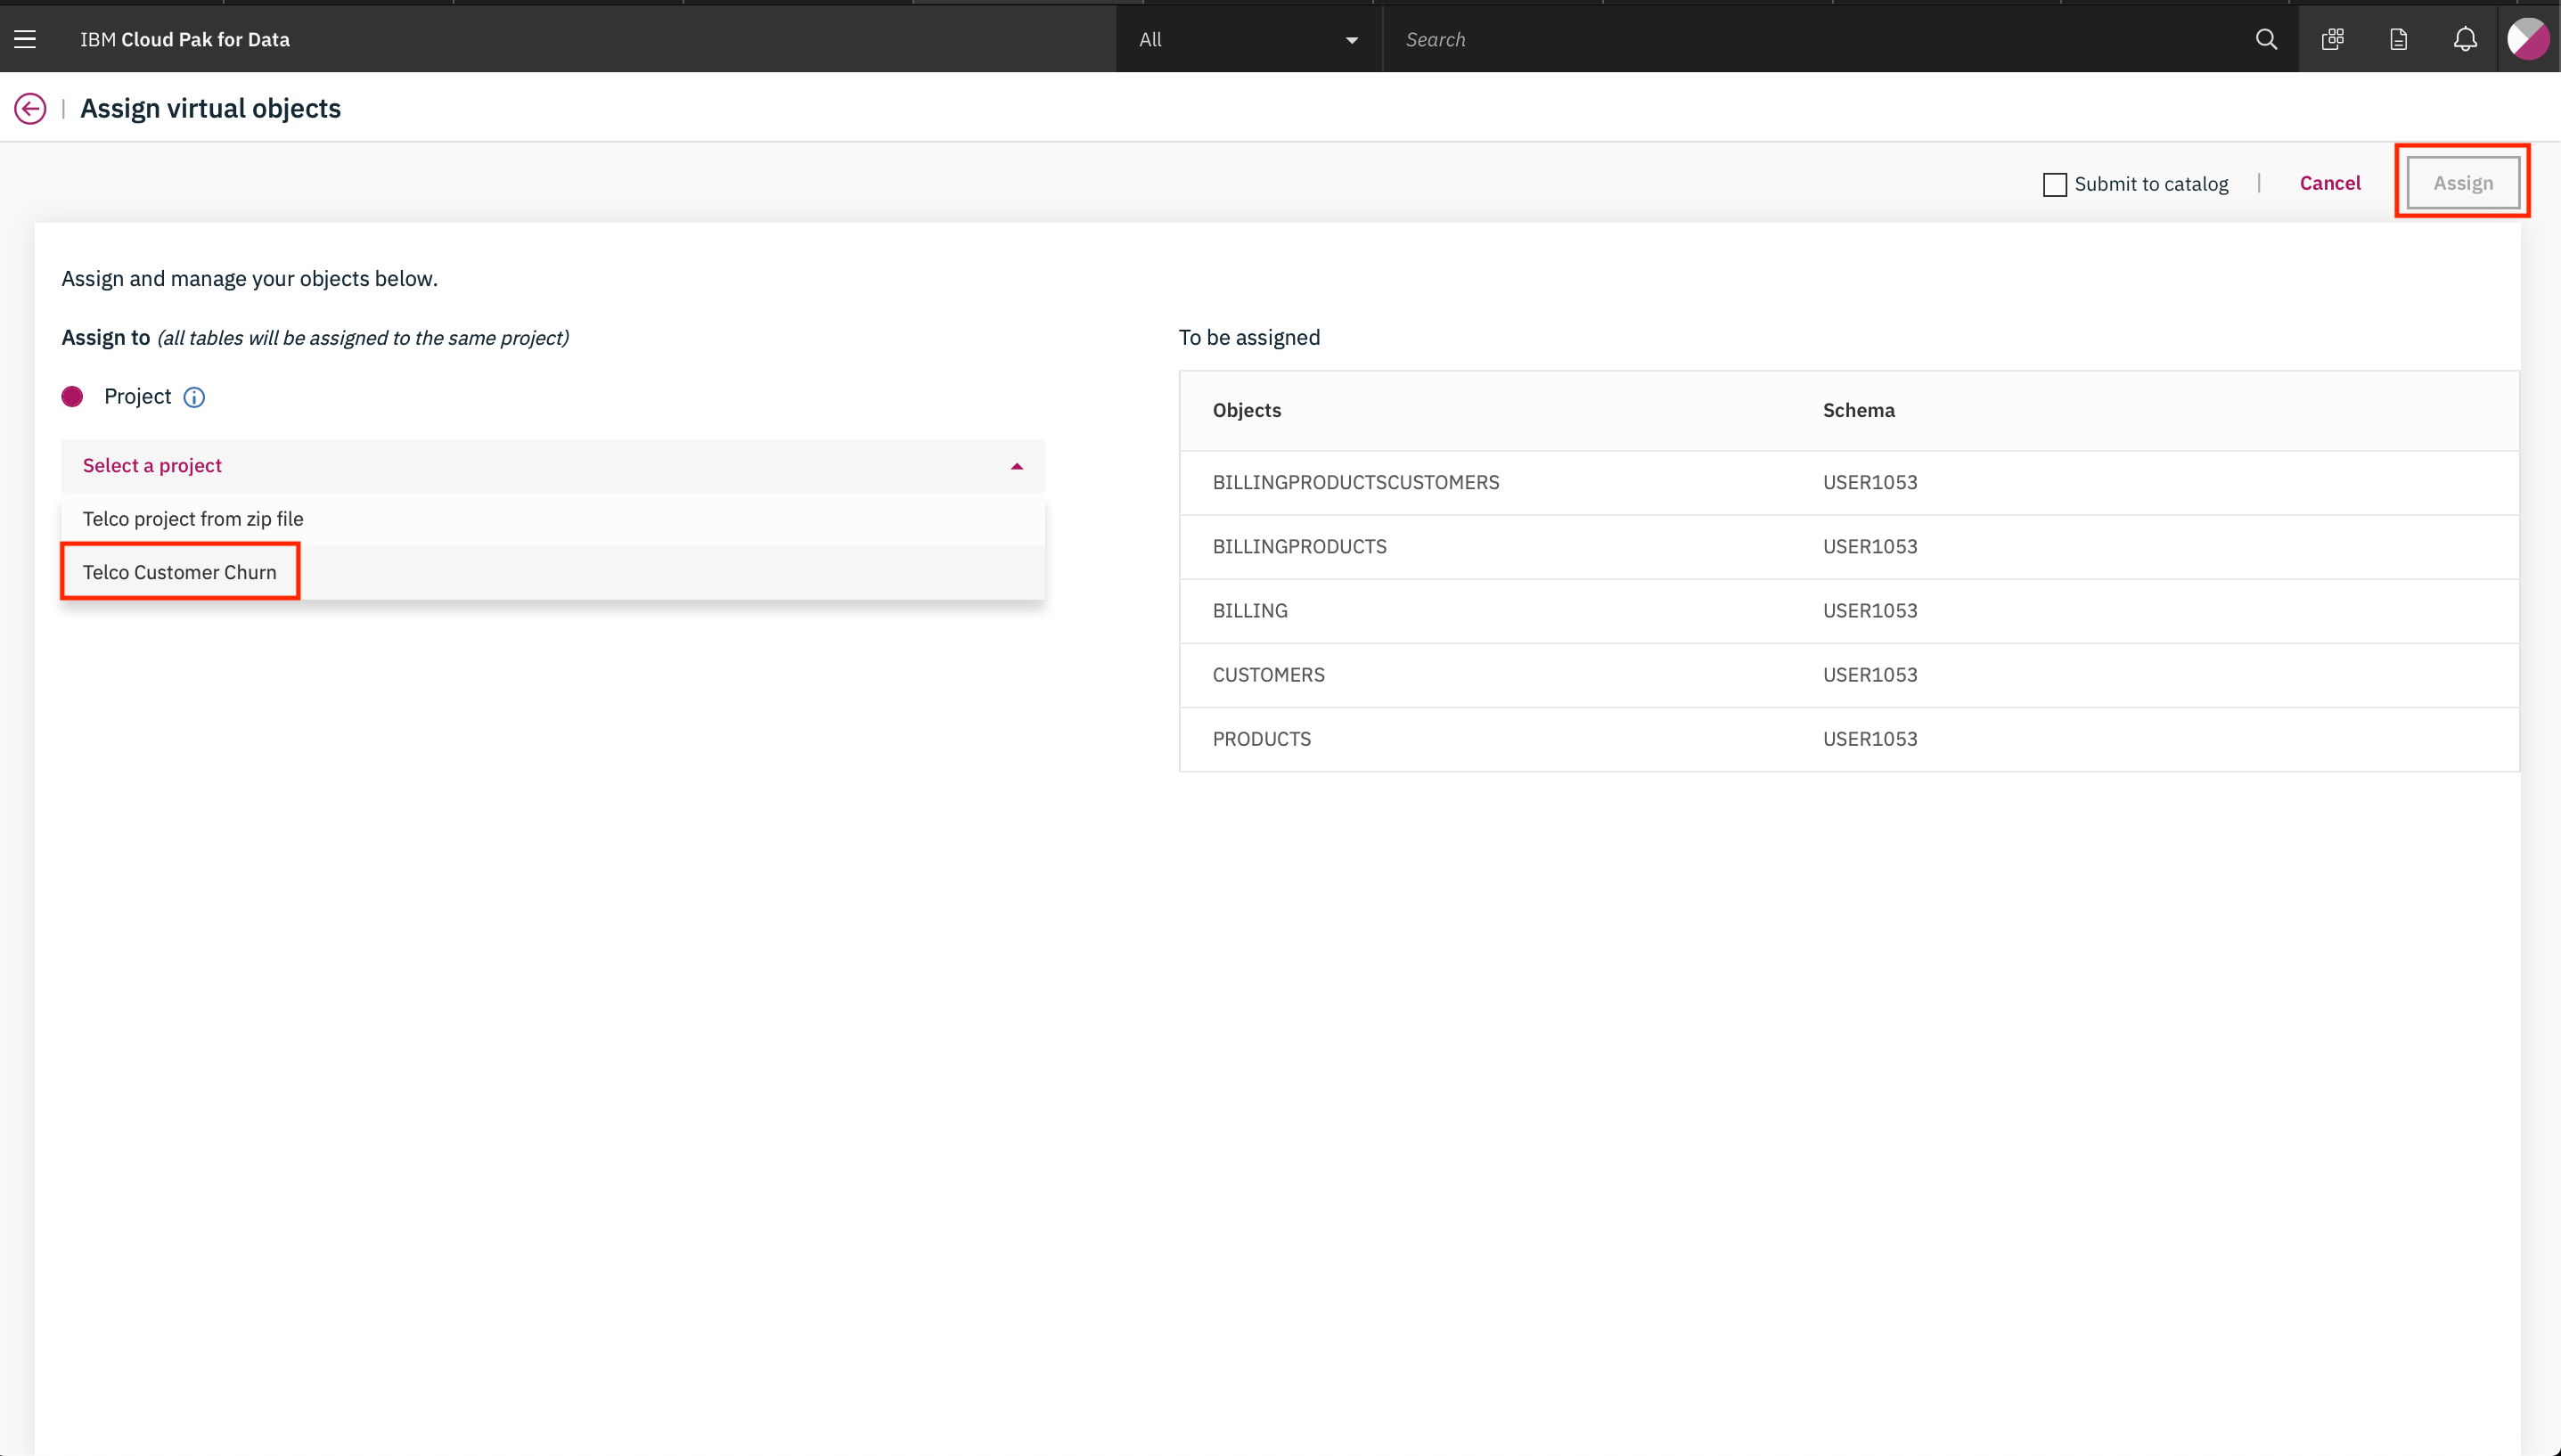 IBM Cloud Pak for Data
All
Search
Assign virtual objects
Submit to catalog
Cancel
Assign
Assign and manage your objects below.
Assign to (all tables will be assigned to the same project)
Project
Select a project
Telco project from zip file
Telco Customer Churn
To be assigned
Objects Schema
BILLINGPRODUCTSCUSTOMERS USER1053
BILLINGPRODUCTS USER1053
BILLING USER1053
CUSTOMERS USER1053
PRODUCTS USER1053